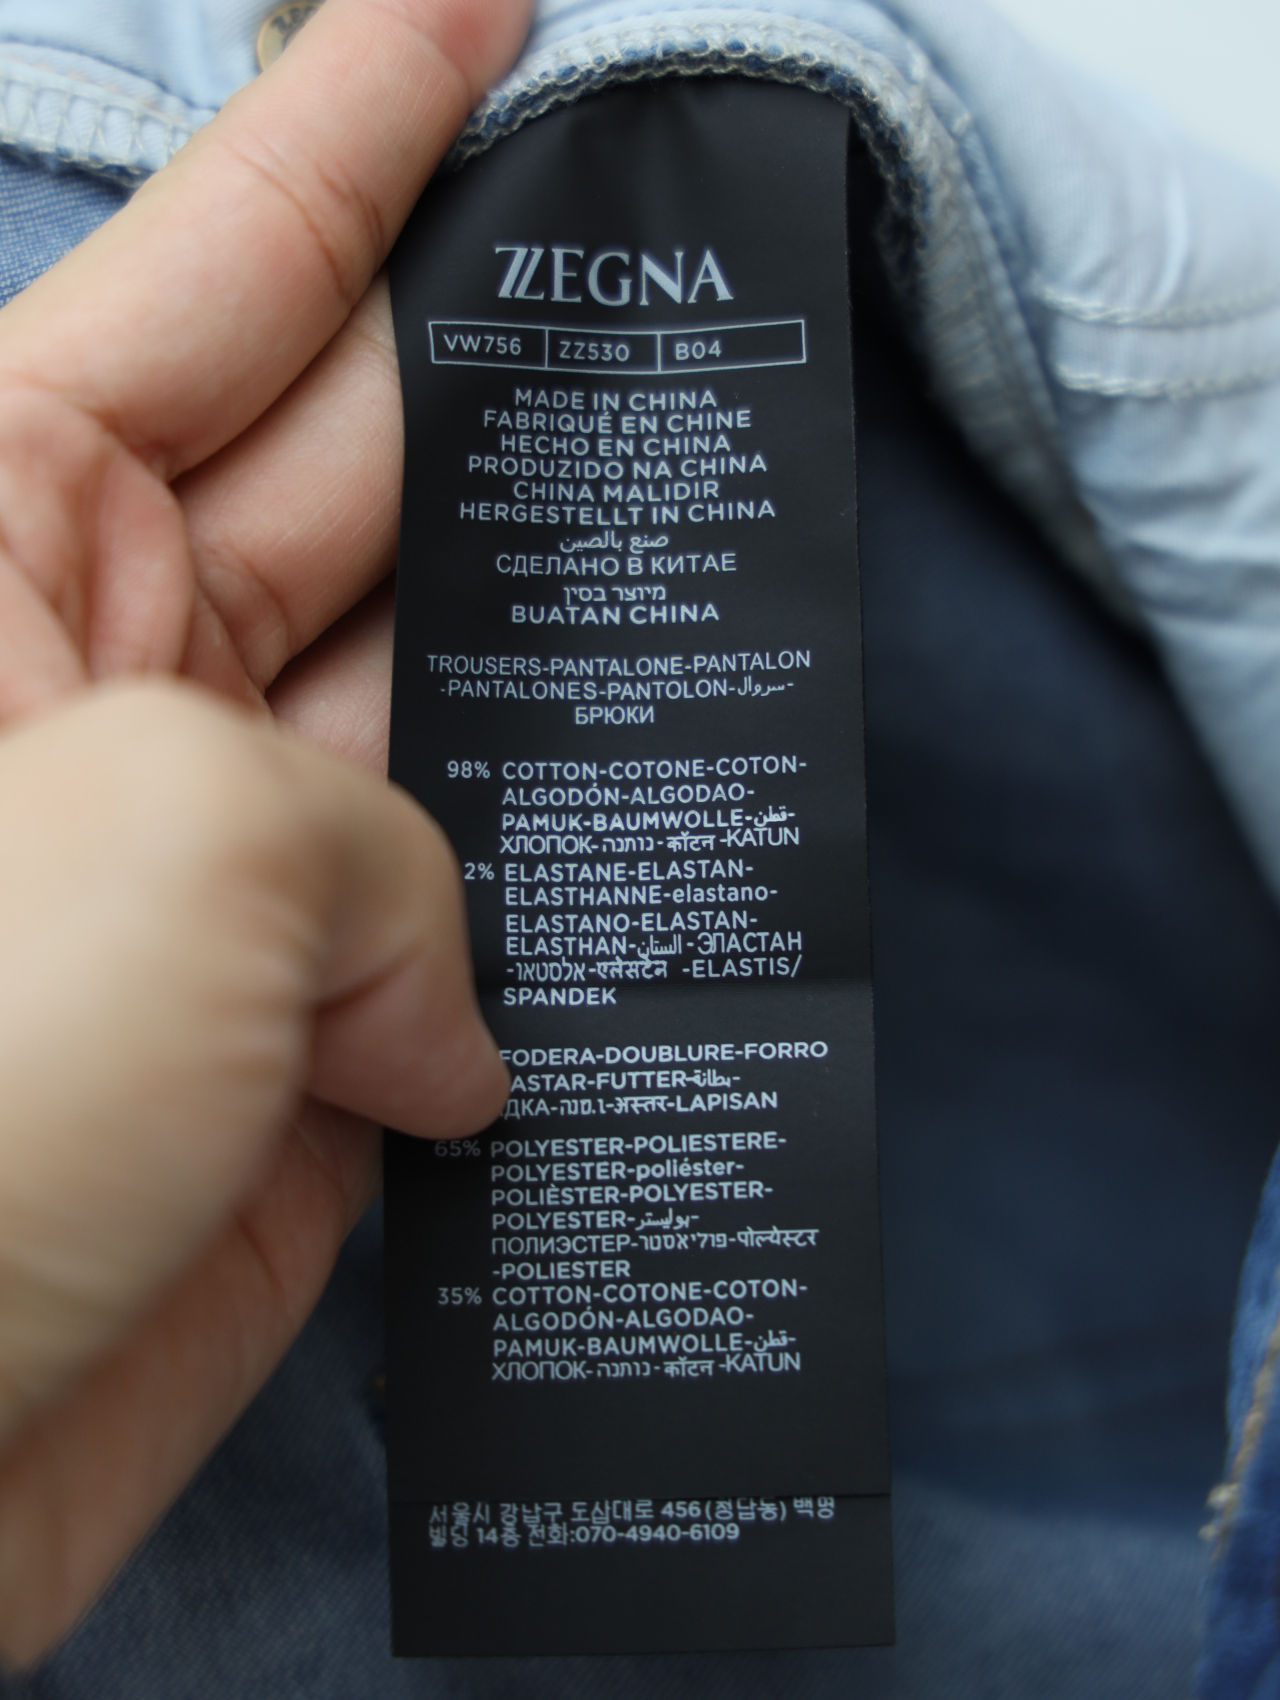 ZZEGNA
VW756 ZZ530 B04
MADE IN CHINA
FABRIQUÉ EN CHINE
HECHO EN CHINA
PRODUZIDO NA CHINA
CHINA MALIDIR
HERGESTELLT IN CHINA
صنع بالصين
СДЕЛАНО В КИТАЕ
מיוצר בסין
BUATAN CHINA
TROUSERS-PANTALONE-PANTALON
-PANTALONES-PANTOLON-سروال-
БРЮКИ
98% COTTON-COTONE-COTON-
ALGODÓN-ALGODAO-
PAMUK-BAUMWOLLE-قطن-
ХЛОПОК-כותנה-कॉटन-KATUN
2% ELASTANE-ELASTAN-
ELASTHANNE-elastano-
ELASTANO-ELASTAN-
ELASTHAN-الستان-ЭЛАСТАН
-אלסטאו-एलेस्टेन -ELASTIS/
SPANDEK
FODERA-DOUBLURE-FORRO
ASTAR-FUTTER-بطانة-
ДКА-अस्तर-LAPISAN
65% POLYESTER-POLIESTERE-
POLYESTER-poliéster-
POLIÈSTER-POLYESTER-
POLYESTER-بوليستر-
ПОЛИЭСТЕР-פוליאסטר-पोल्येस्टर
-POLIESTER
35% COTTON-COTONE-COTON-
ALGODÓN-ALGODAO-
PAMUK-BAUMWOLLE-قطن-
ХЛОПОК-כותנה-कॉटन-KATUN
서울시 강남구 도삼대로 456(청담동) 백영
빌딩 14층 전화:070-4940-6109